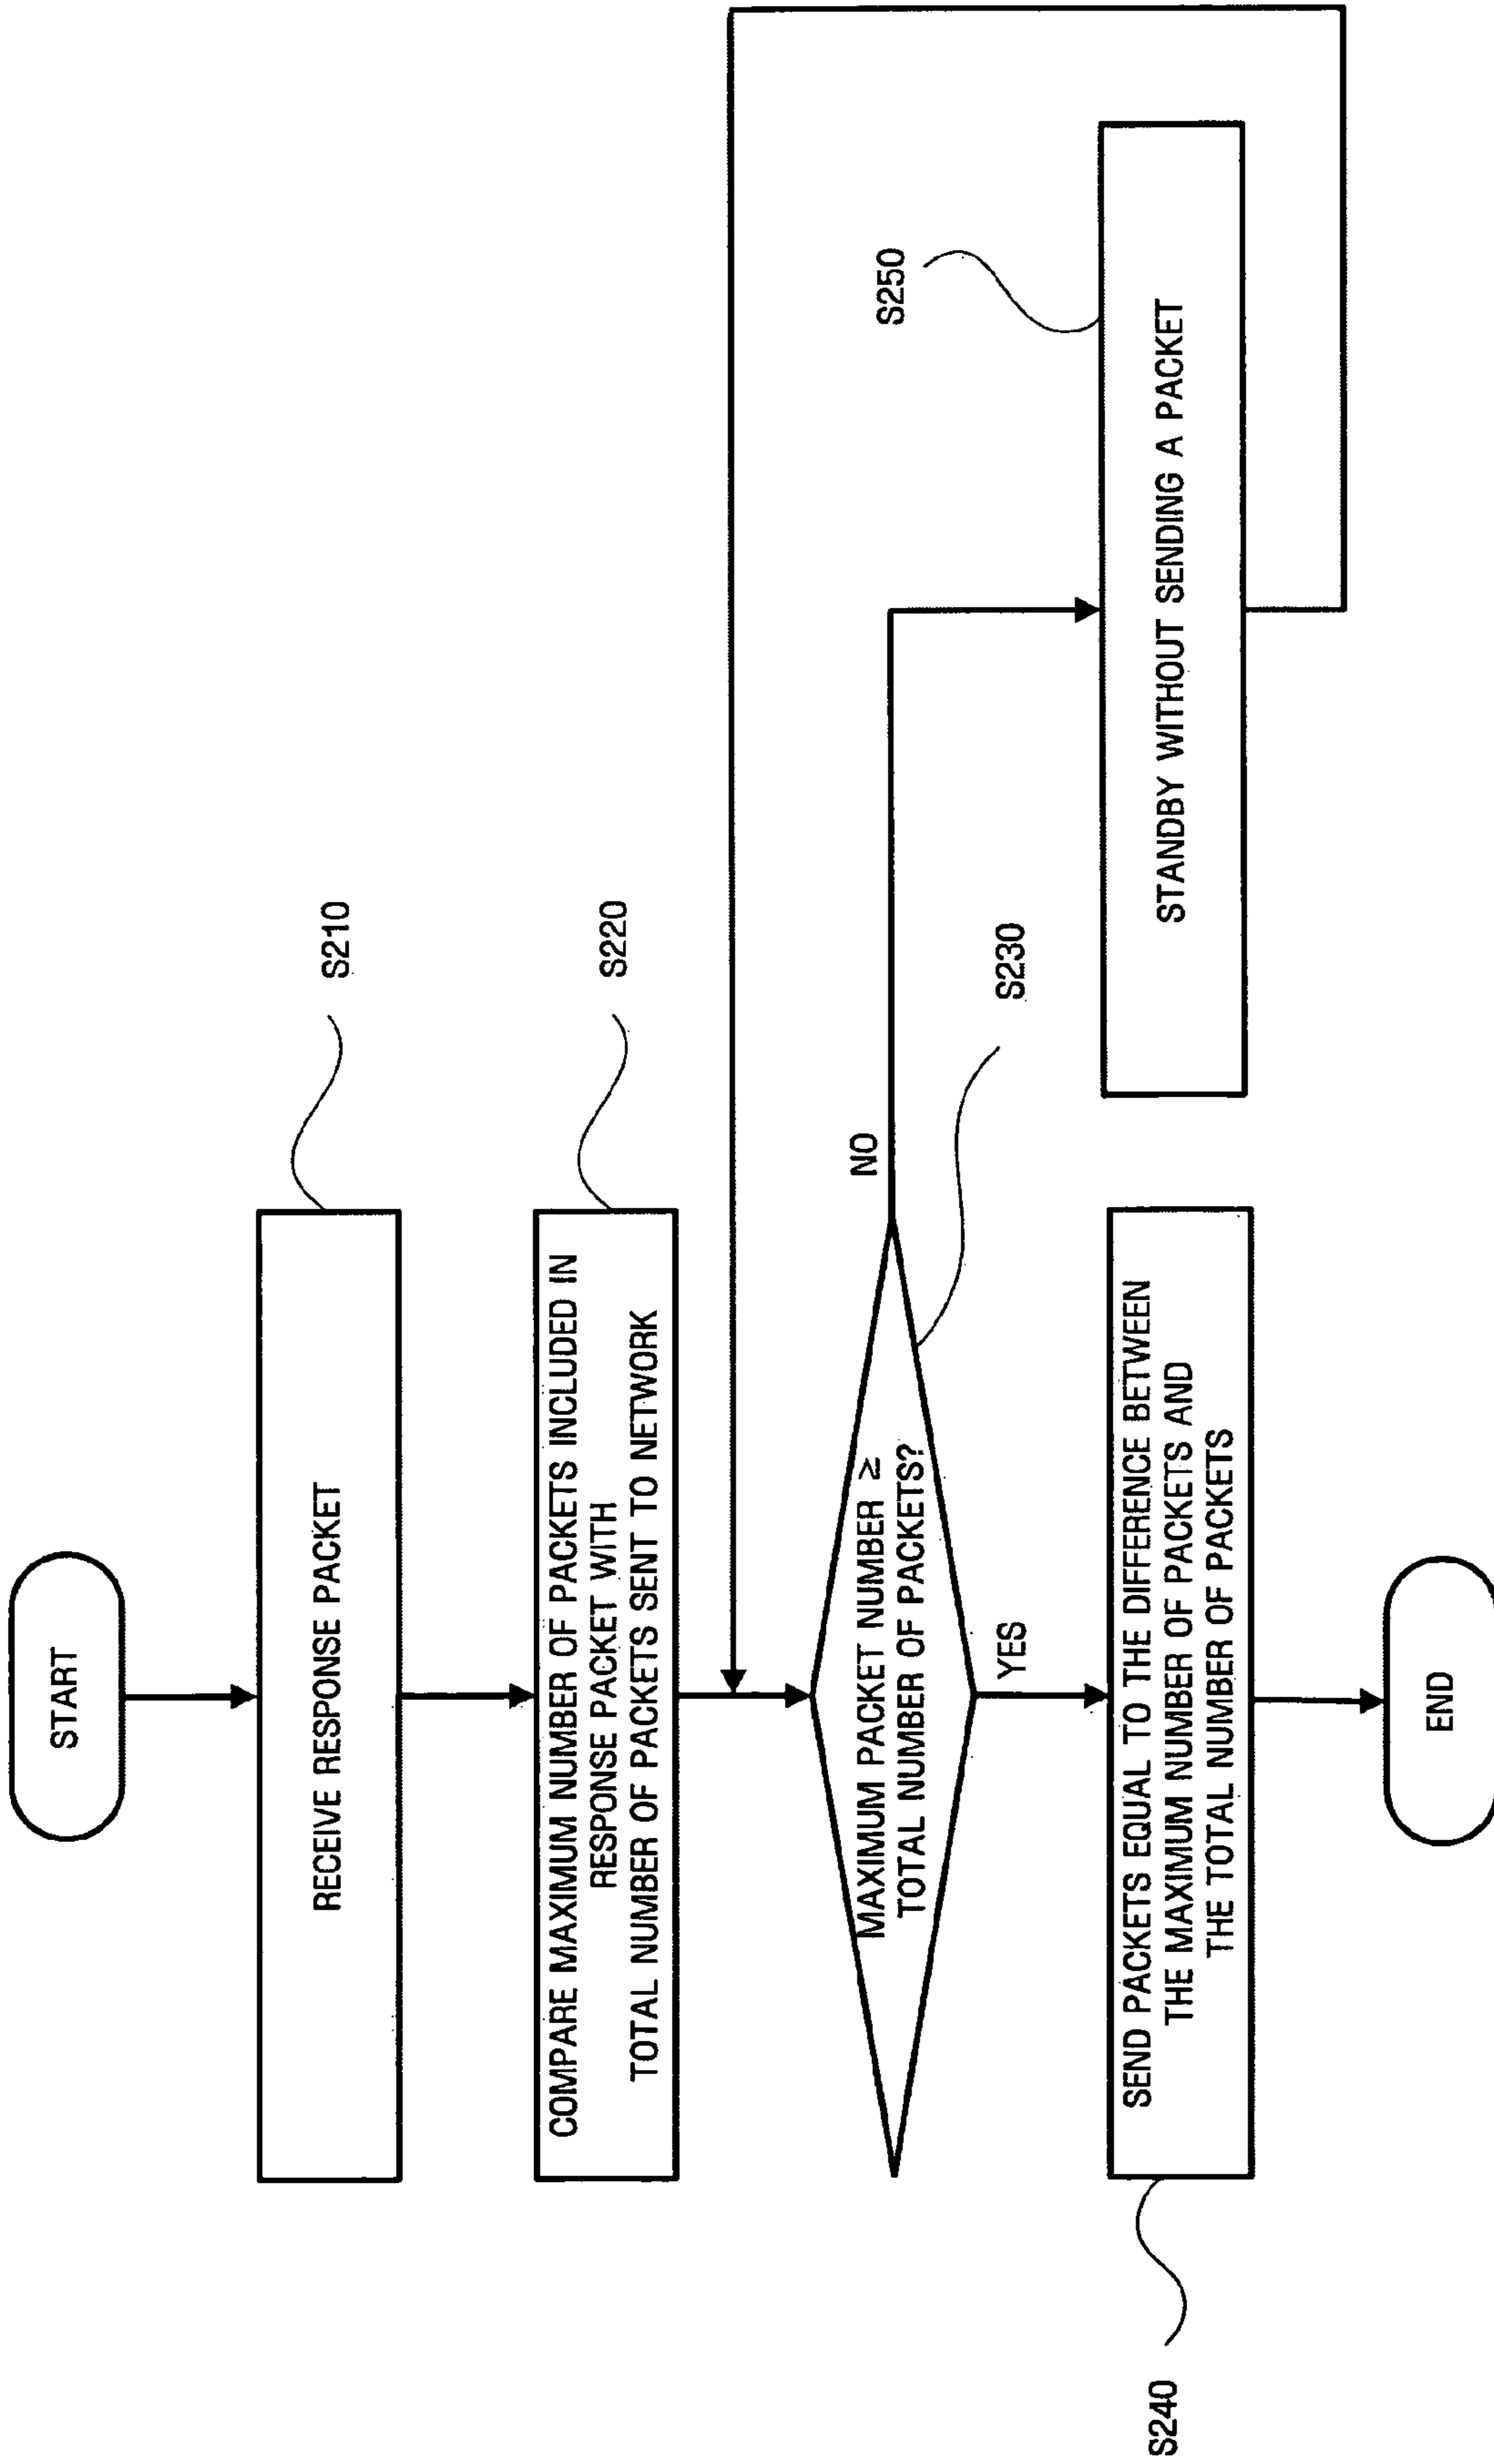 START
RECEIVE RESPONSE PACKET
S210
COMPARE MAXIMUM NUMBER OF PACKETS INCLUDED IN
RESPONSE PACKET WITH
TOTAL NUMBER OF PACKETS SENT TO NETWORK
S220
MAXIMUM PACKET NUMBER ≥
TOTAL NUMBER OF PACKETS?
S230
NO
YES
STANDBY WITHOUT SENDING A PACKET
S250
SEND PACKETS EQUAL TO THE DIFFERENCE BETWEEN
THE MAXIMUM NUMBER OF PACKETS AND
THE TOTAL NUMBER OF PACKETS
S240
END